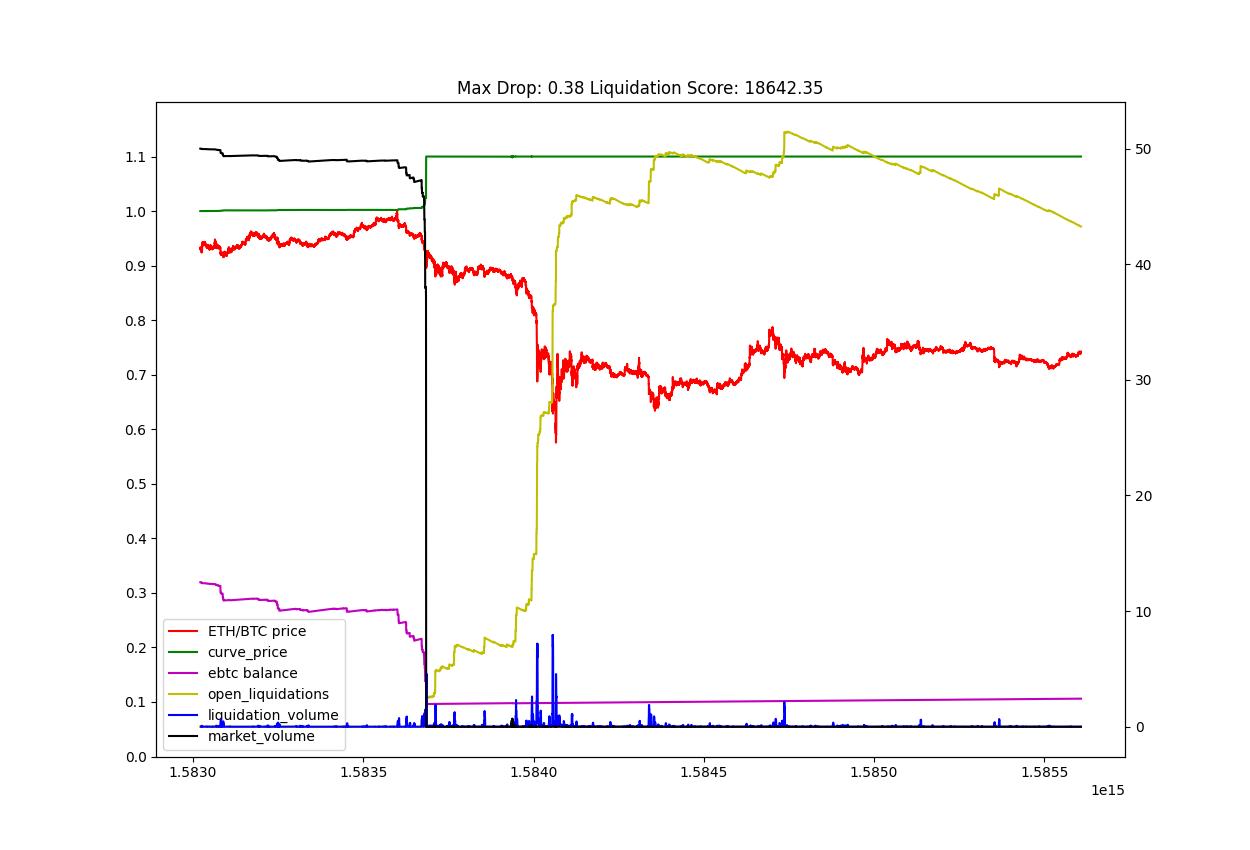 Max Drop: 0.38 Liquidation Score: 18642.35
1.1
1.0
0.9
0.8
0.7
0.6
0.5
0.4
0.3
0.2
0.1
0.0
50
40
30
20
10
0
ETH/BTC price
curve_price
ebtc balance
open_liquidations
liquidation_volume
market_volume
1.5830 1.5835 1.5840 1.5845 1.5850 1.5855
1e15